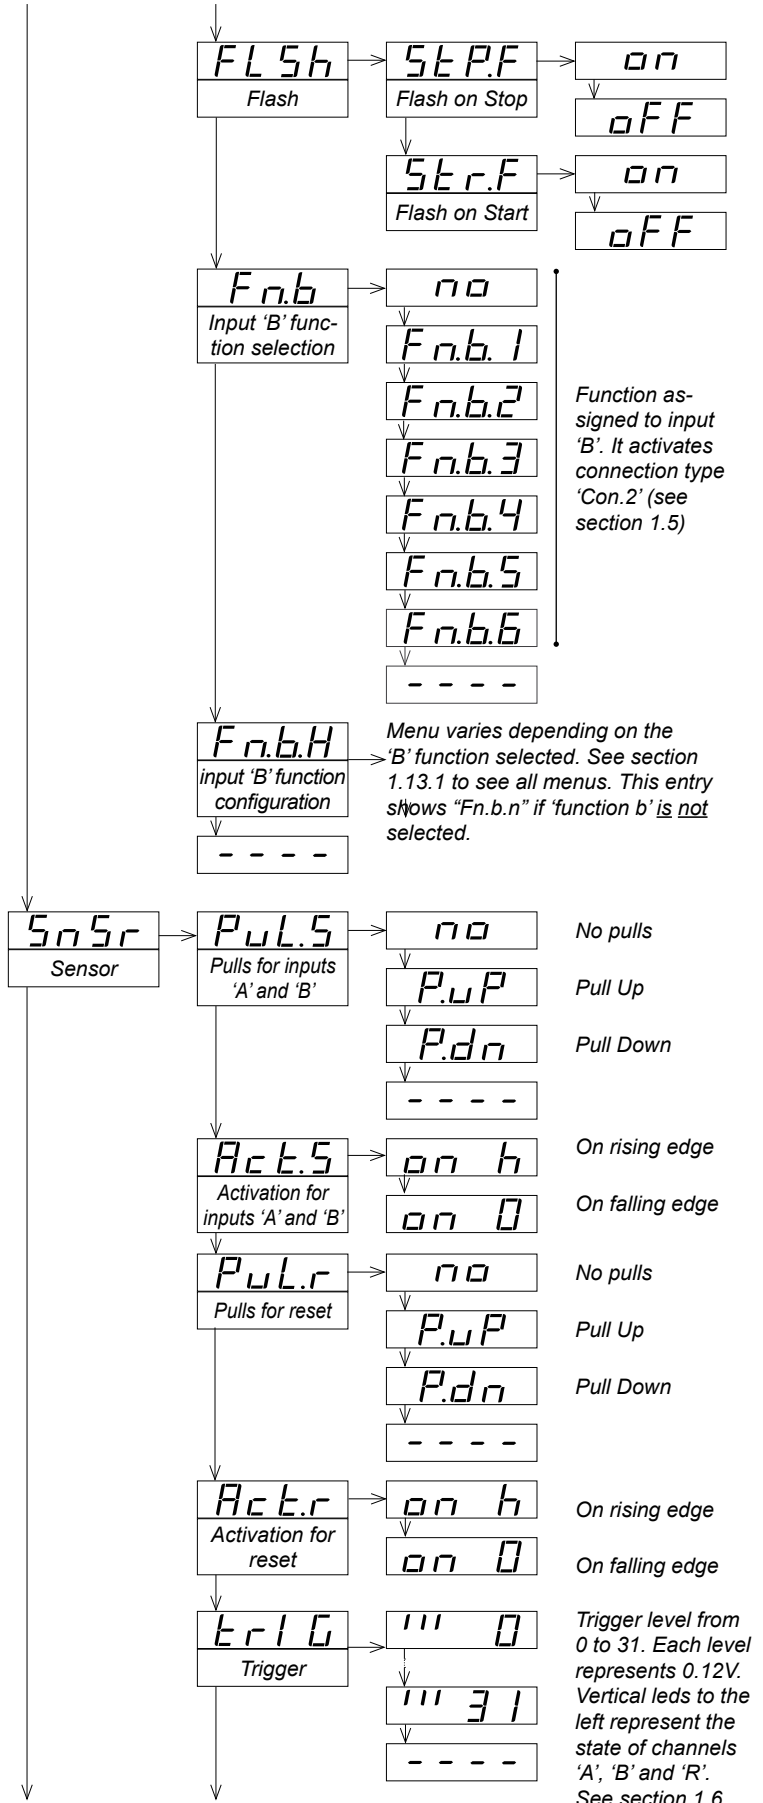 FLSh
Flash
StP.F
Flash on Stop
on
oFF
Str.F
Flash on Start
on
oFF
Fn.b
Input ‘B’ func-
tion selection
no
Fn.b.1
Fn.b.2
Fn.b.3
Fn.b.4
Fn.b.5
Fn.b.6
- - - -
Function as-
signed to input
‘B’. It activates
connection type
‘Con.2’ (see
section 1.5)
Fn.b.H
input ‘B’ function
configuration
- - - -
Menu varies depending on the
‘B’ function selected. See section
1.13.1 to see all menus. This entry
shows “Fn.b.n” if ‘function b’ is not
selected.
SnSr
Sensor
PuL.S
Pulls for inputs
‘A’ and ‘B’
no
No pulls
P.uP
Pull Up
P.dn
Pull Down
- - - -
Act.S
Activation for
inputs ‘A’ and ‘B’
on h
On rising edge
on 0
On falling edge
PuL.r
Pulls for reset
no
No pulls
P.uP
Pull Up
P.dn
Pull Down
- - - -
Act.r
Activation for
reset
on h
On rising edge
on 0
On falling edge
trIG
Trigger
''' 0
''' 31
- - - -
Trigger level from
0 to 31. Each level
represents 0.12V.
Vertical leds to the
left represent the
state of channels
‘A’, ‘B’ and ‘R’.
See section 1.6